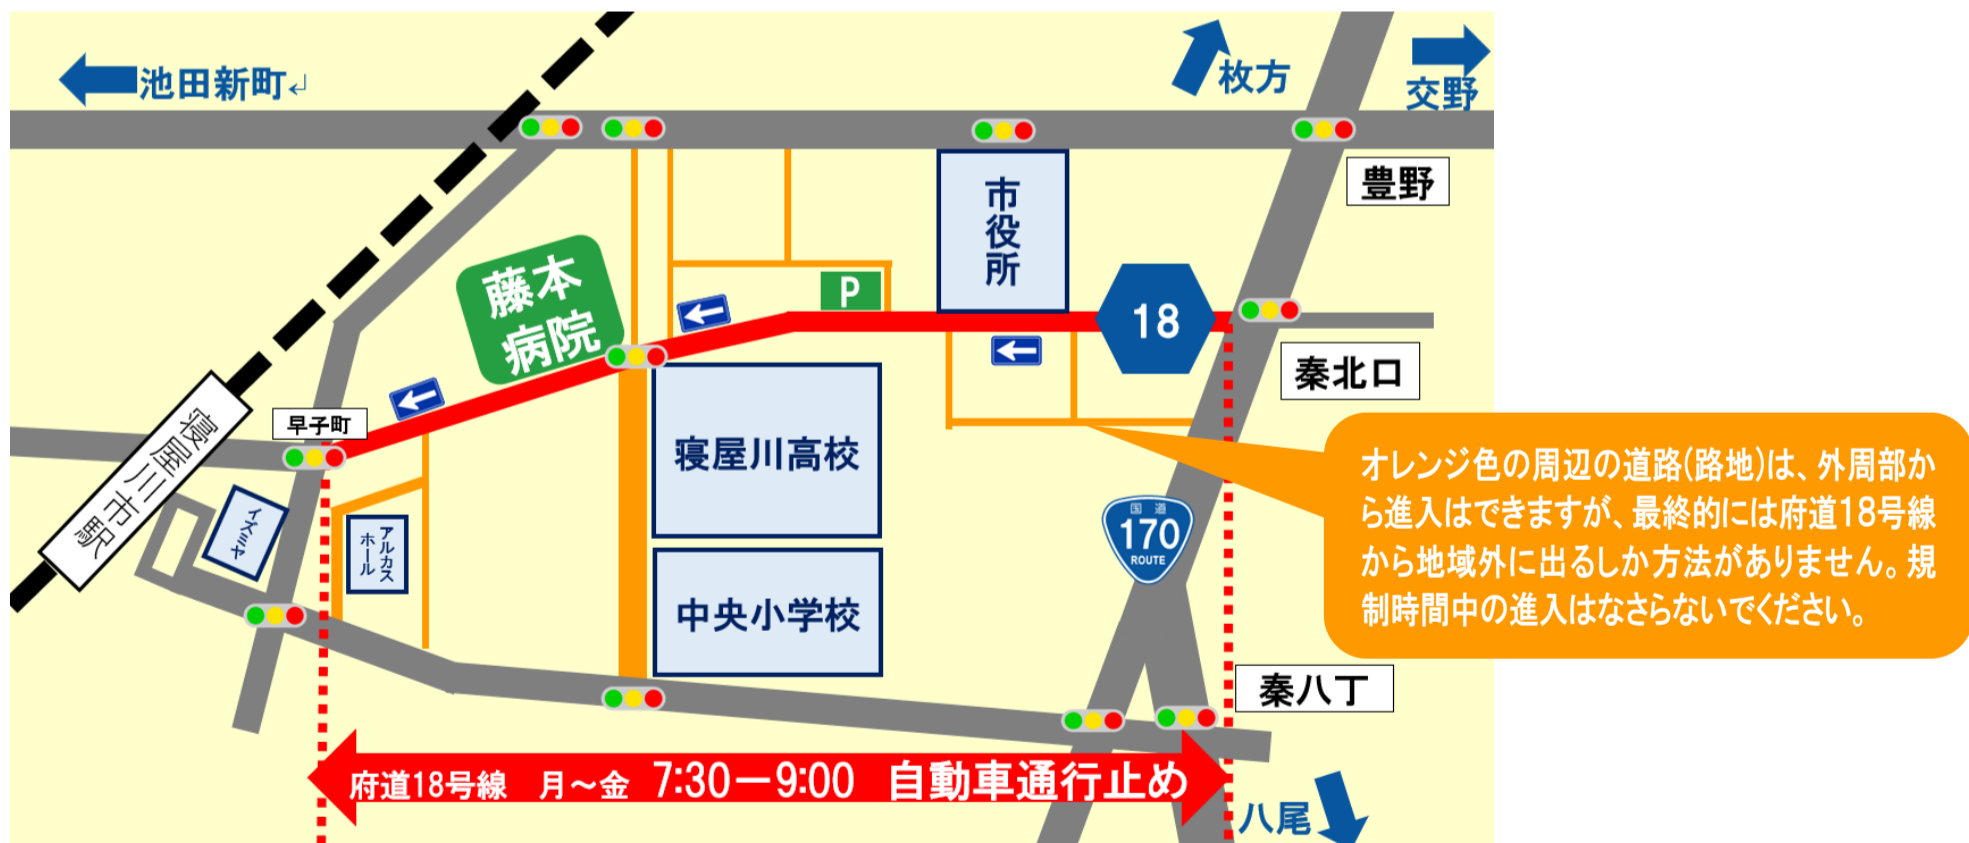 池田新町↲
枚方
交野
豊野
市
役
所
藤本
病院
P
18
秦北口
早子町
寝屋川市駅
寝屋川高校
オレンジ色の周辺の道路(路地)は、外周部か
ら進入はできますが、最終的には府道18号線
から地域外に出るしか方法がありません。規
制時間中の進入はなさらないでください。
イズミヤ
アルカス
ホール
国道
170
ROUTE
中央小学校
秦八丁
府道18号線 月～金 7:30－9:00 自動車通行止め
八尾